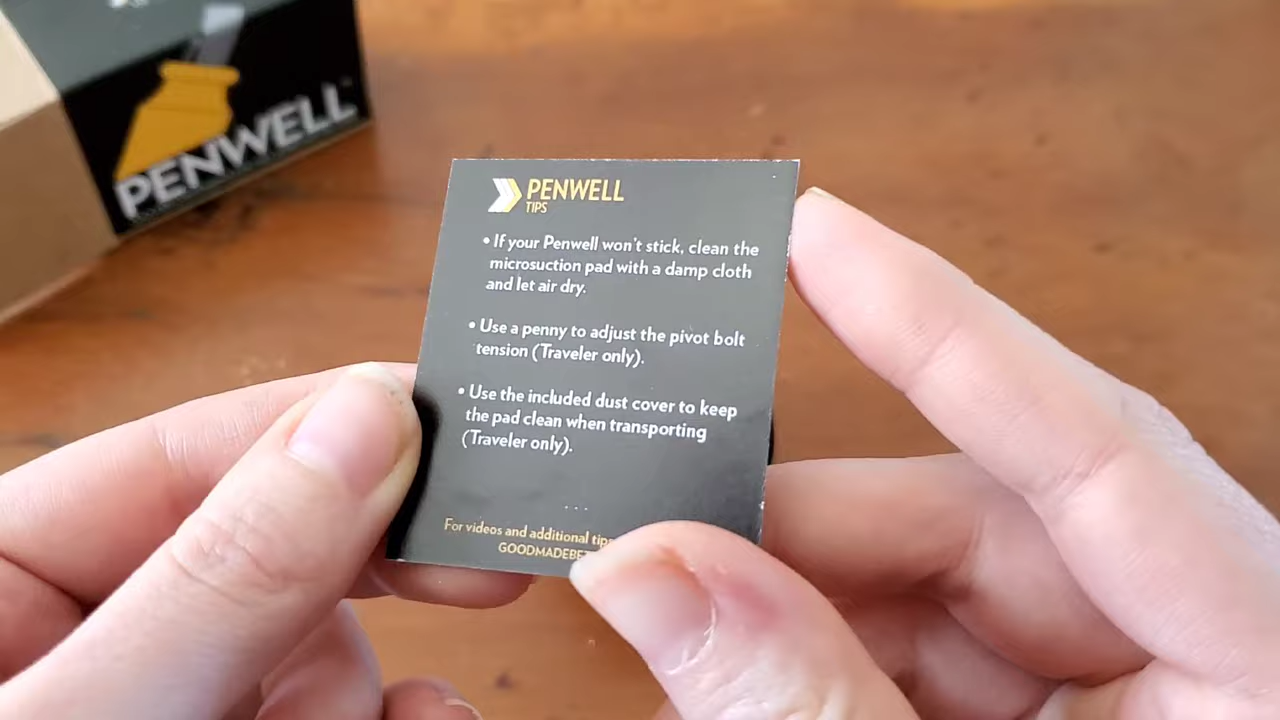 PENWELL
PENWELL
TIPS
• If your Penwell won't stick, clean the
microsuction pad with a damp cloth
and let air dry.
• Use a penny to adjust the pivot bolt
tension (Traveler only).
• Use the included dust cover to keep
the pad clean when transporting
(Traveler only).
...
For videos and additional tips